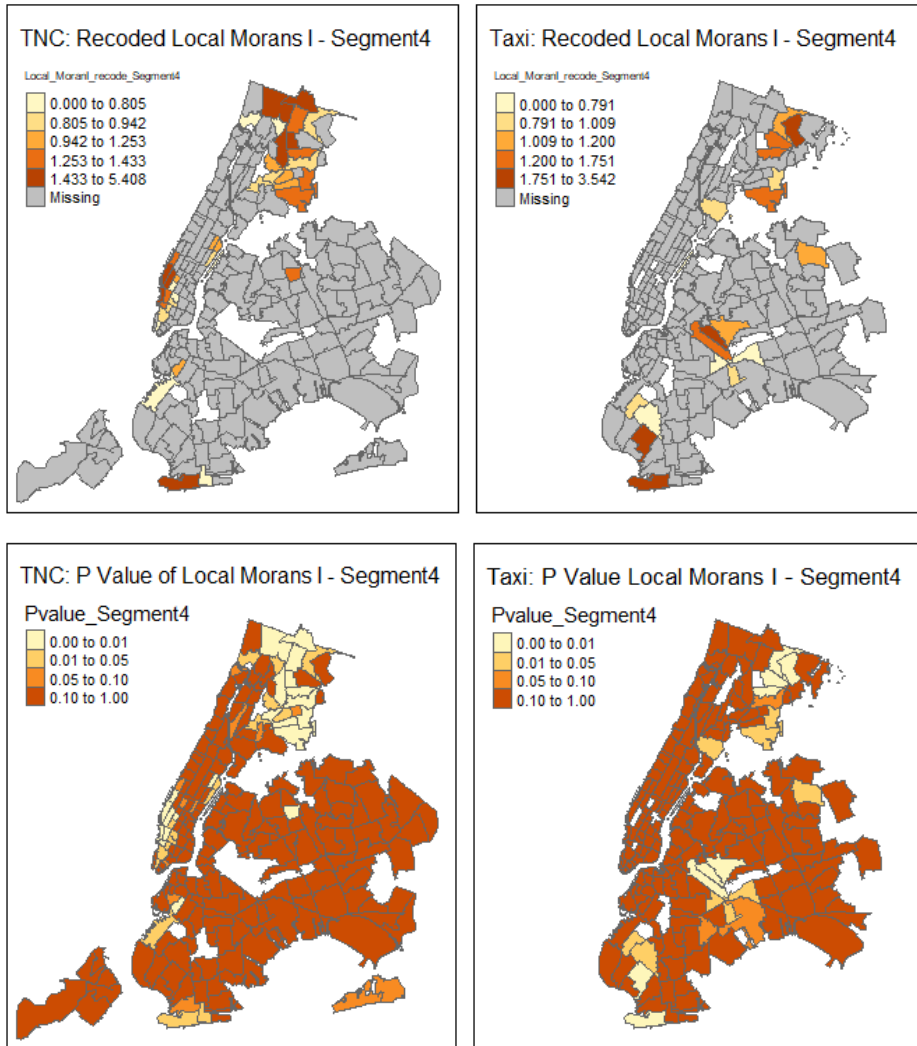 TNC: Recoded Local Morans I - Segment4
Local_MoranI_recode_Segment4
0.000 to 0.805
0.805 to 0.942
0.942 to 1.253
1.253 to 1.433
1.433 to 5.408
Missing
Taxi: Recoded Local Morans I - Segment4
Local_MoranI_recode_Segment4
0.000 to 0.791
0.791 to 1.009
1.009 to 1.200
1.200 to 1.751
1.751 to 3.542
Missing
TNC: P Value of Local Morans I - Segment4
Pvalue_Segment4
0.00 to 0.01
0.01 to 0.05
0.05 to 0.10
0.10 to 1.00
Taxi: P Value Local Morans I - Segment4
Pvalue_Segment4
0.00 to 0.01
0.01 to 0.05
0.05 to 0.10
0.10 to 1.00